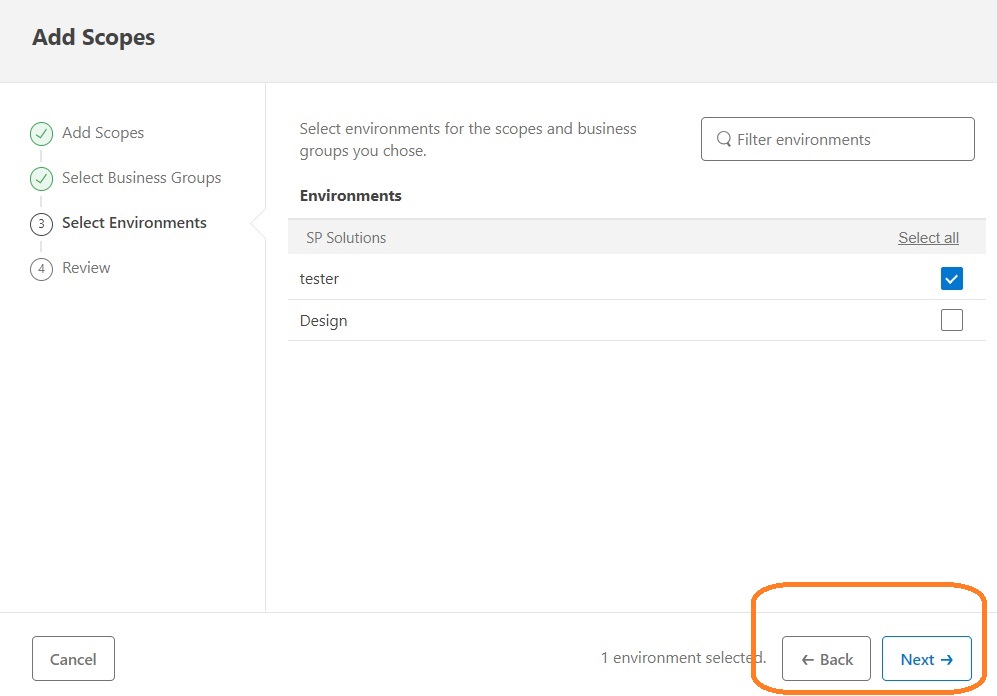 Add Scopes
Add Scopes
Select Business Groups
3 Select Environments
4 Review
Select environments for the scopes and business
groups you chose.
Filter environments
Environments
SP Solutions Select all
tester
Design
Cancel
1 environment selected.
← Back
Next →